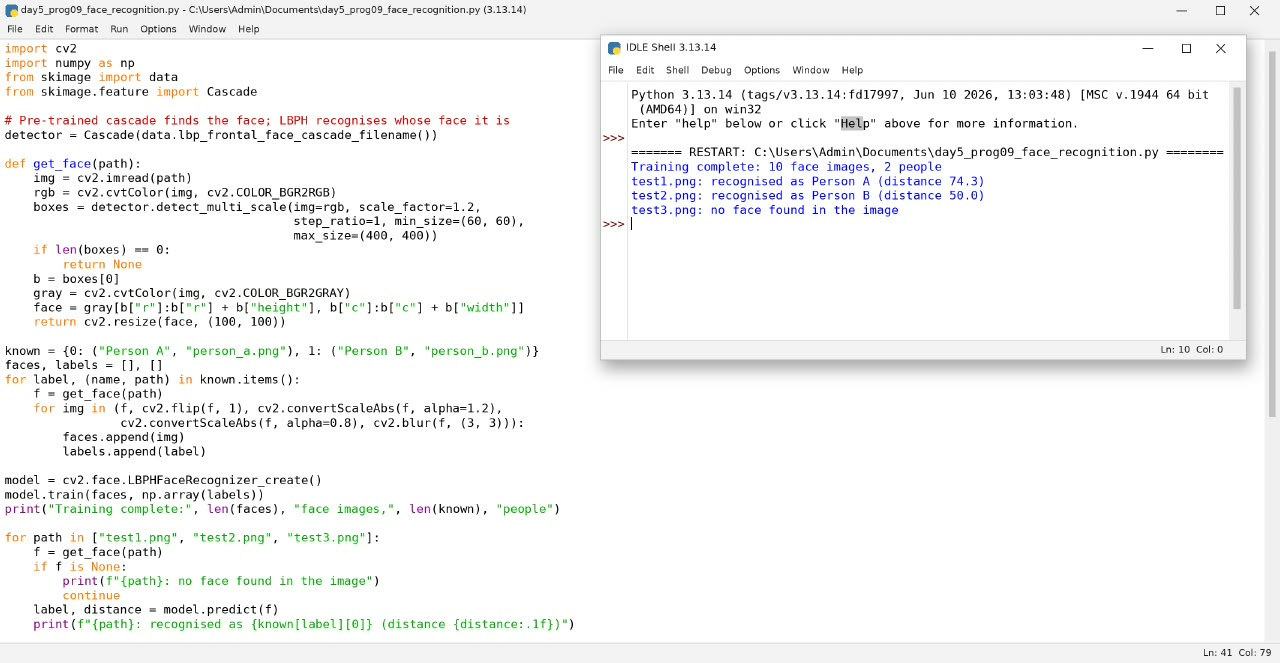 day5_prog09_face_recognition.py - C:\Users\Admin\Documents\day5_prog09_face_recognition.py (3.13.14)
File Edit Format Run Options Window Help
import cv2
import numpy as np
from skimage import data
from skimage.feature import Cascade

# Pre-trained cascade finds the face; LBPH recognises whose face it is
detector = Cascade(data.lbp_frontal_face_cascade_filename())

def get_face(path):
    img = cv2.imread(path)
    rgb = cv2.cvtColor(img, cv2.COLOR_BGR2RGB)
    boxes = detector.detect_multi_scale(img=rgb, scale_factor=1.2,
                                        step_ratio=1, min_size=(60, 60),
                                        max_size=(400, 400))
    if len(boxes) == 0:
        return None
    b = boxes[0]
    gray = cv2.cvtColor(img, cv2.COLOR_BGR2GRAY)
    face = gray[b["r"]:b["r"] + b["height"], b["c"]:b["c"] + b["width"]]
    return cv2.resize(face, (100, 100))

known = {0: ("Person A", "person_a.png"), 1: ("Person B", "person_b.png")}
faces, labels = [], []
for label, (name, path) in known.items():
    f = get_face(path)
    for img in (f, cv2.flip(f, 1), cv2.convertScaleAbs(f, alpha=1.2),
                cv2.convertScaleAbs(f, alpha=0.8), cv2.blur(f, (3, 3))):
        faces.append(img)
        labels.append(label)

model = cv2.face.LBPHFaceRecognizer_create()
model.train(faces, np.array(labels))
print("Training complete:", len(faces), "face images,", len(known), "people")

for path in ["test1.png", "test2.png", "test3.png"]:
    f = get_face(path)
    if f is None:
        print(f"{path}: no face found in the image")
        continue
    label, distance = model.predict(f)
    print(f"{path}: recognised as {known[label][0]} (distance {distance:.1f})")
Ln: 41 Col: 79
IDLE Shell 3.13.14
File Edit Shell Debug Options Window Help
Python 3.13.14 (tags/v3.13.14:fd17997, Jun 10 2026, 13:03:48) [MSC v.1944 64 bit
 (AMD64)] on win32
Enter "help" below or click "Help" above for more information.
>>>
======= RESTART: C:\Users\Admin\Documents\day5_prog09_face_recognition.py ========
Training complete: 10 face images, 2 people
test1.png: recognised as Person A (distance 74.3)
test2.png: recognised as Person B (distance 50.0)
test3.png: no face found in the image
>>>
Ln: 10 Col: 0